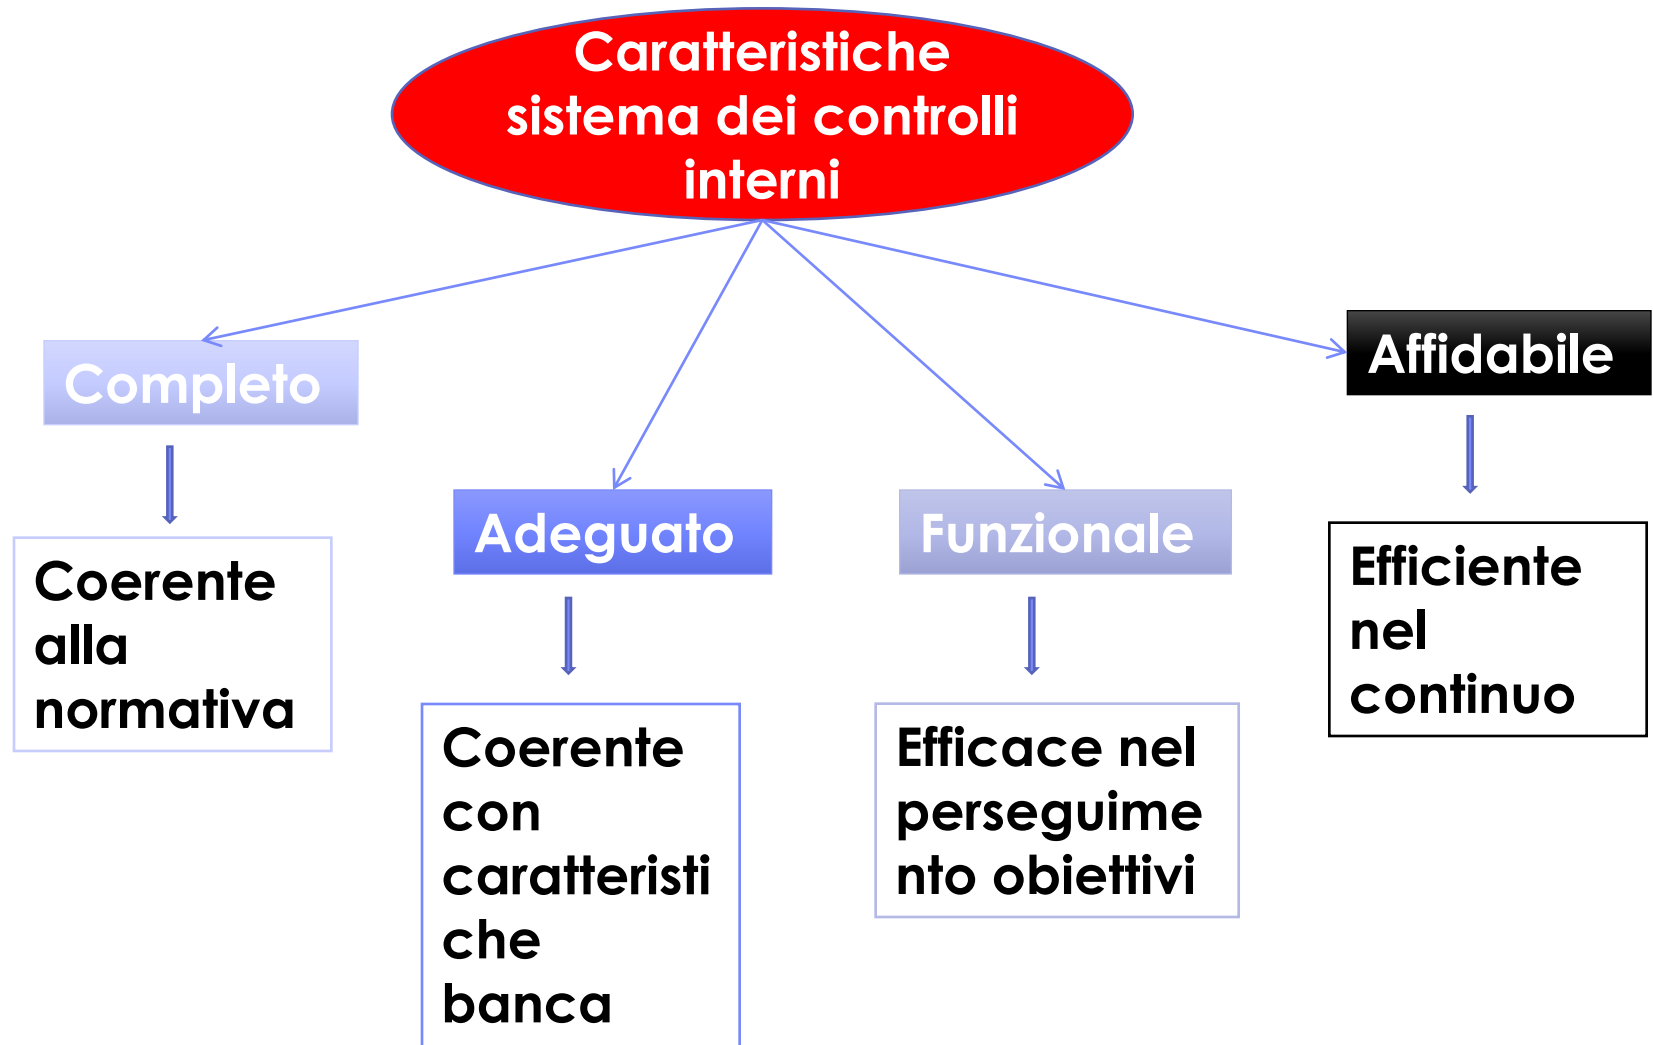 Caratteristiche
sistema dei controlli
interni
Completo
Coerente
alla
normativa
Adeguato
Coerente
con
caratteristi
che
banca
Funzionale
Efficace nel
perseguime
nto obiettivi
Affidabile
Efficiente
nel
continuo